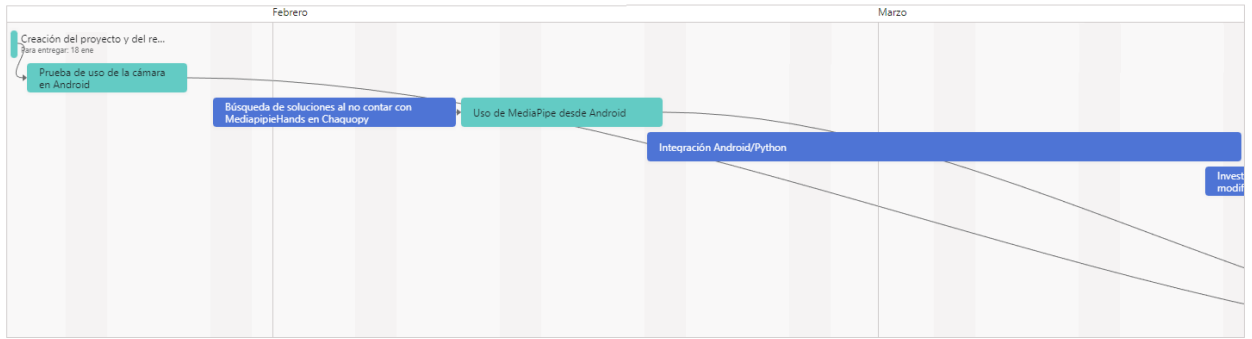 Febrero
Marzo
Creación del proyecto y del re...
Para entregar: 18 ene
Prueba de uso de la cámara
en Android
Búsqueda de soluciones al no contar con
MediapipieHands en Chaquopy
Uso de MediaPipe desde Android
Integración Android/Python
Invest
modif